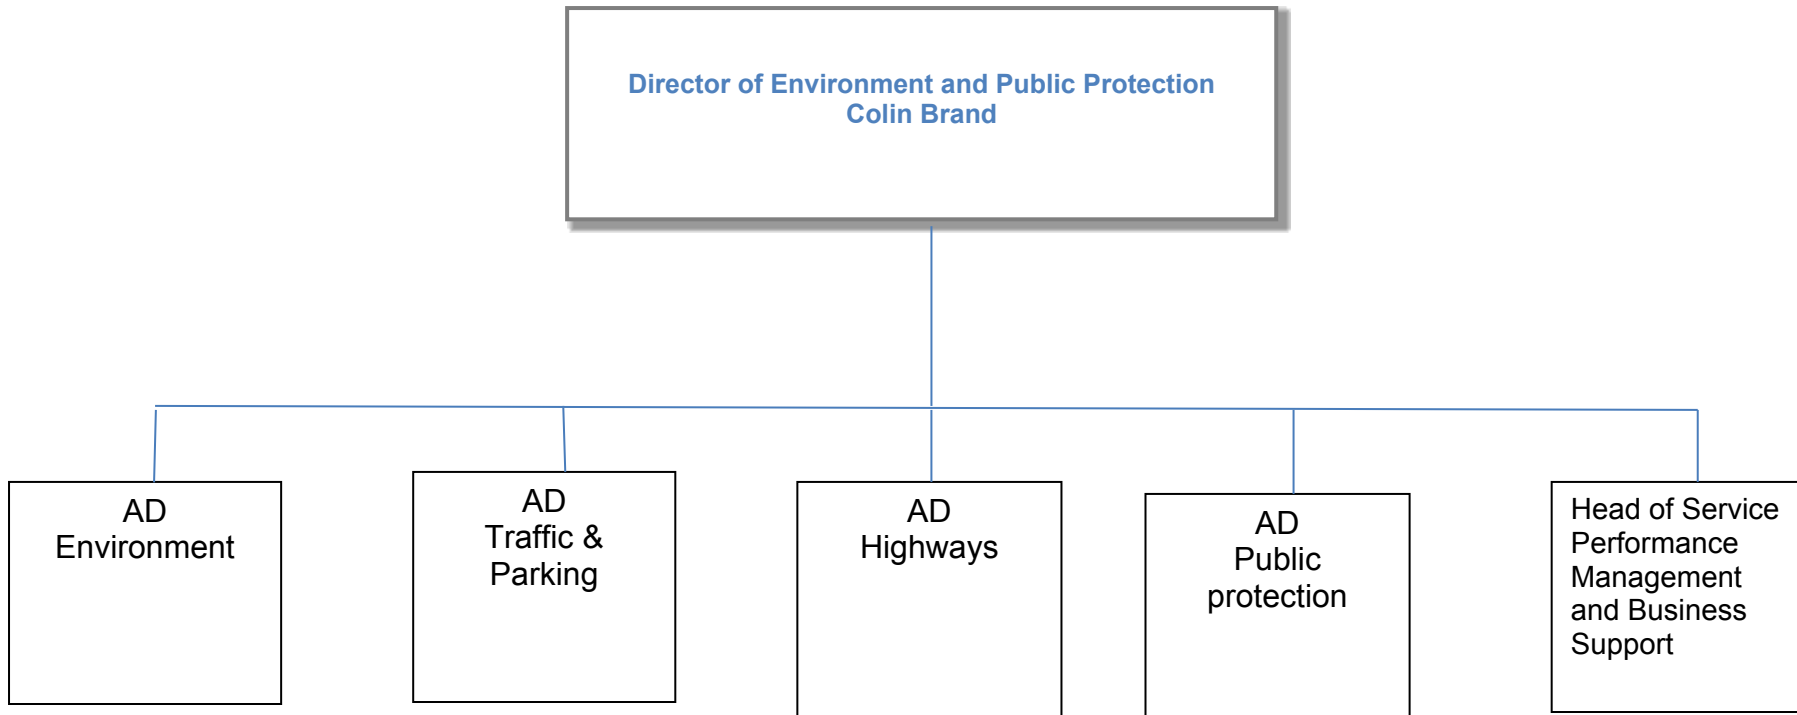 Director of Environment and Public Protection
Colin Brand
AD
Environment
AD
Traffic &
Parking
AD
Highways
AD
Public
protection
Head of Service
Performance
Management
and Business
Support